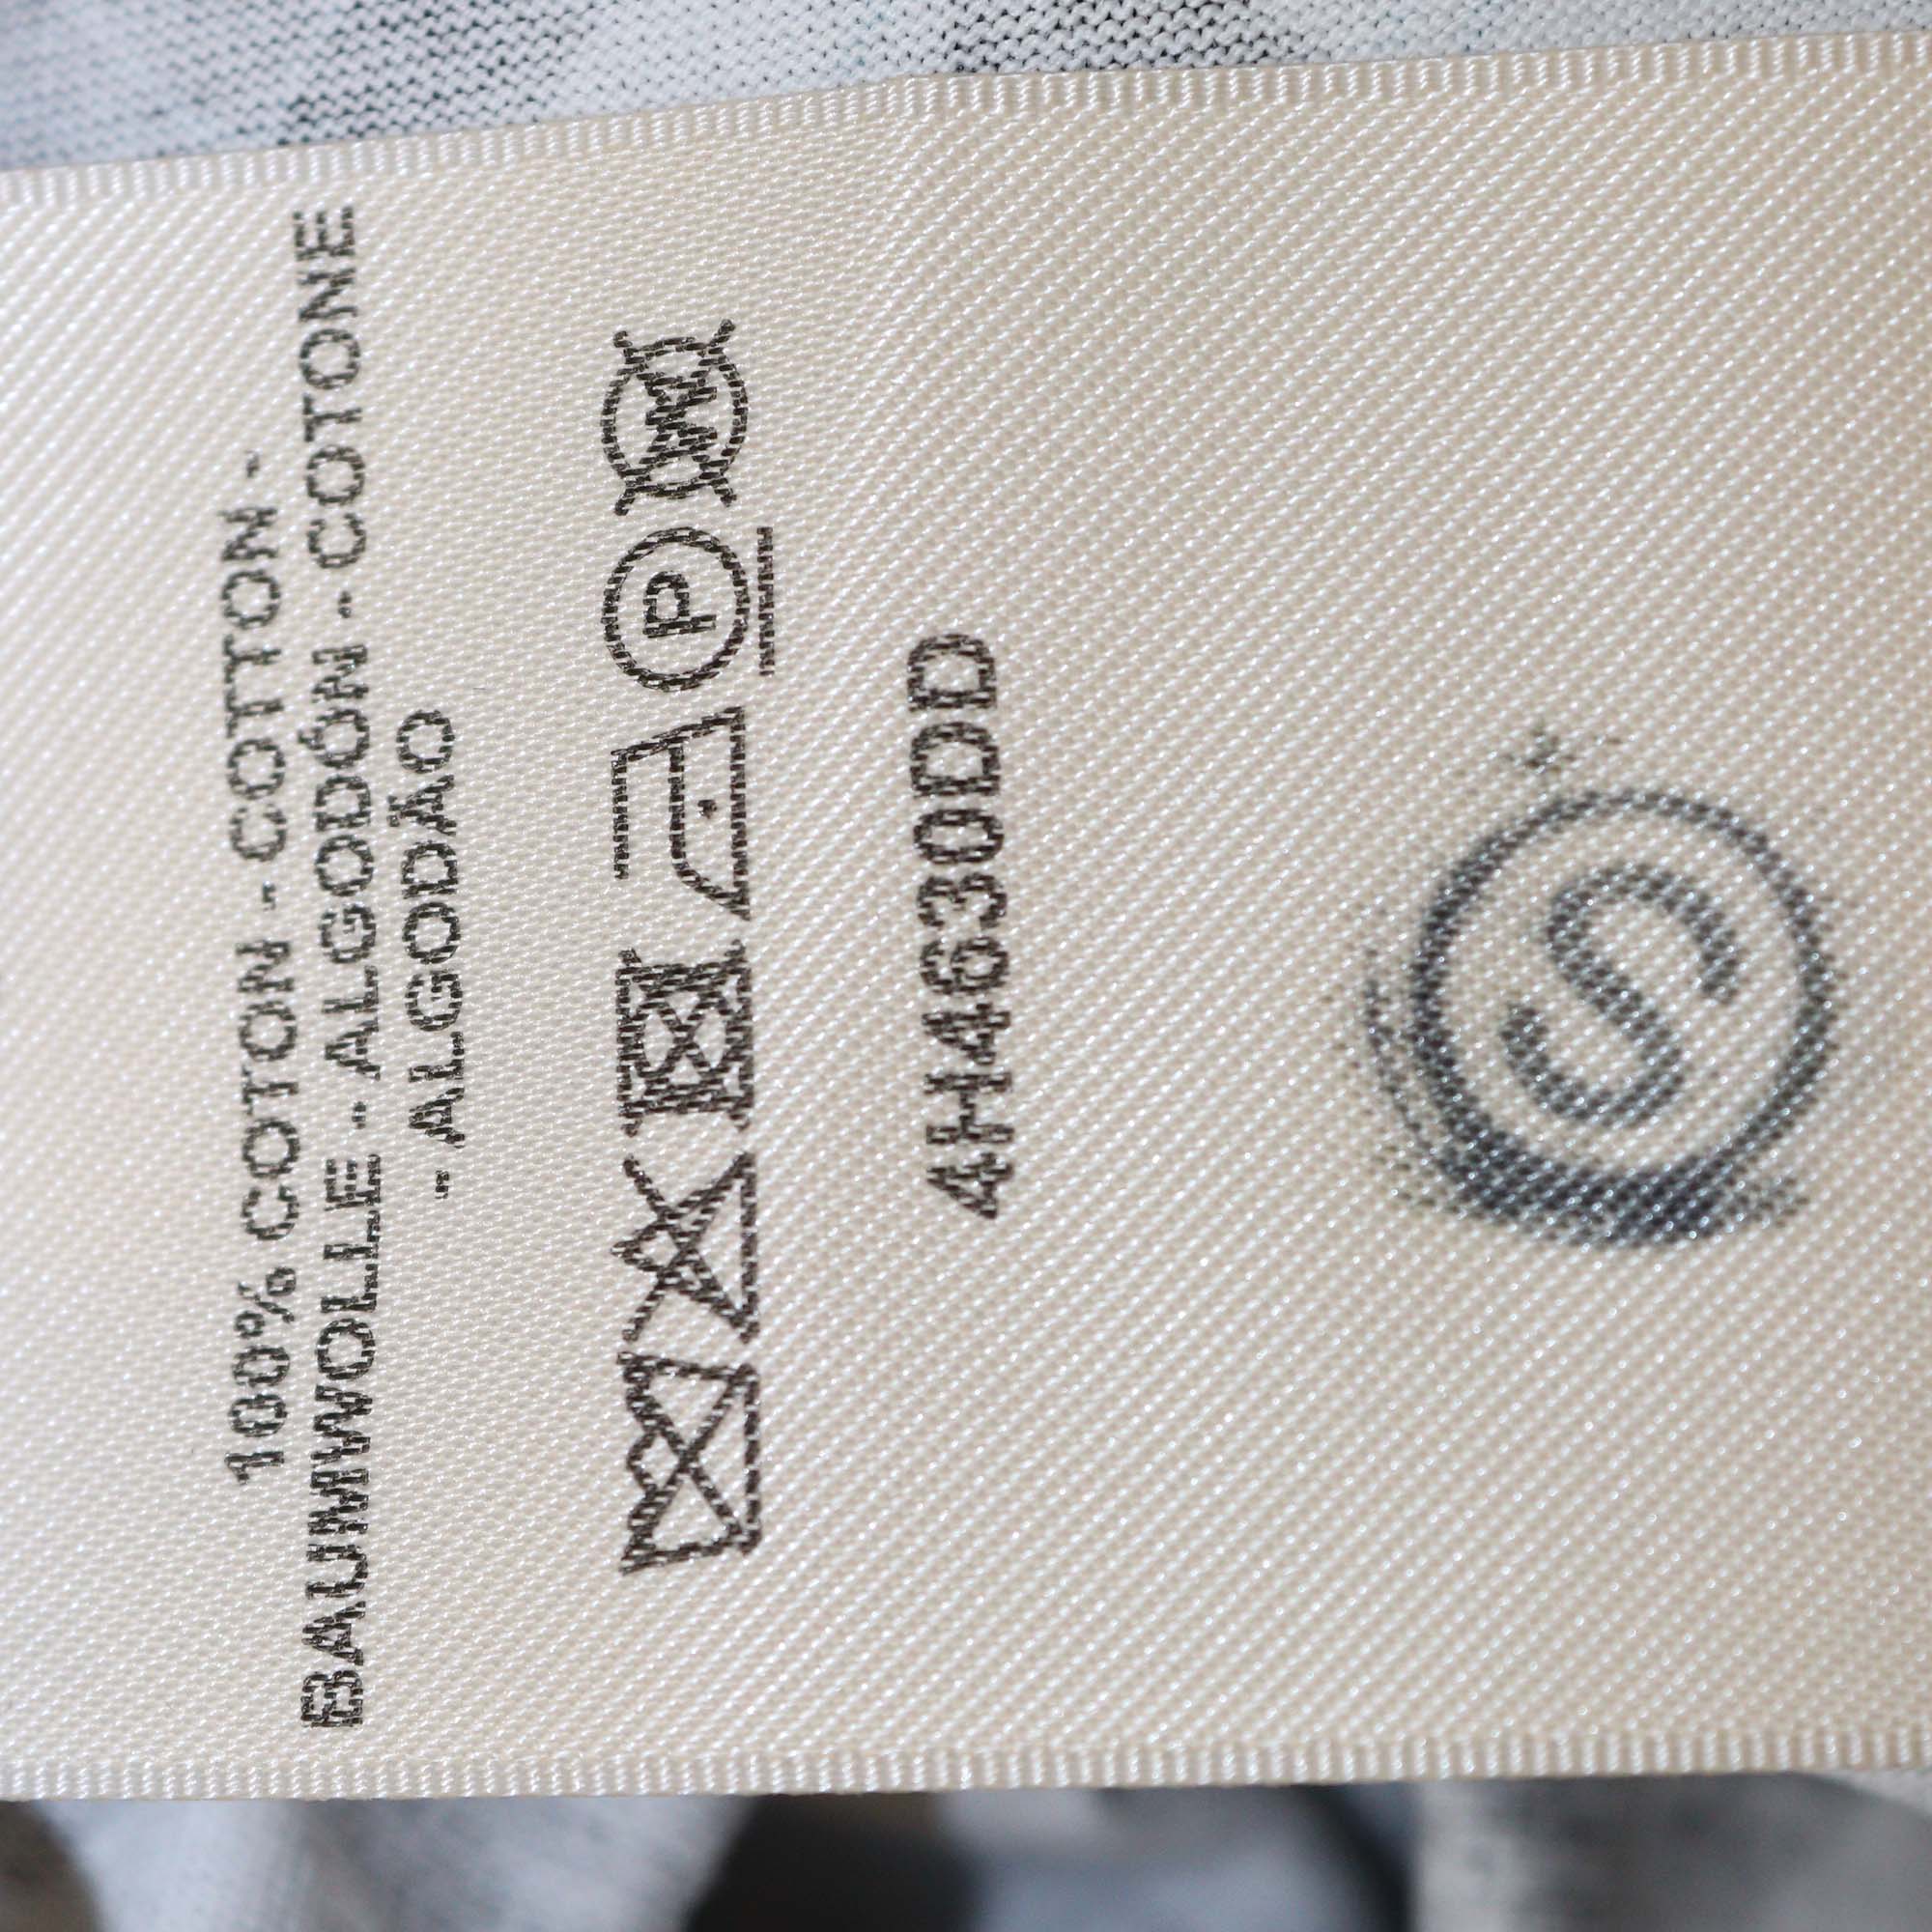 100% COTON - COTTON -
BAUMWOLLE - ALGODÓN - COTONE
- ALGODÃO
P W
4H4630DD
S